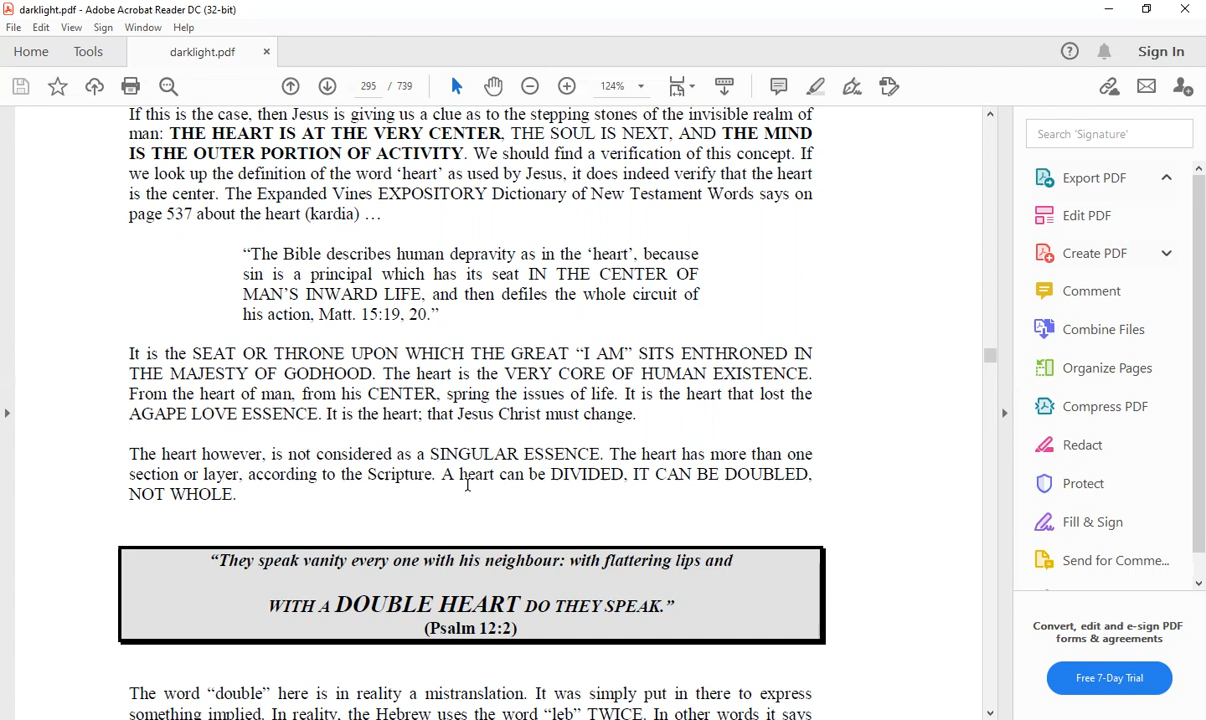 darklight.pdf - Adobe Acrobat Reader DC (32-bit)
File Edit View Sign Window Help
Home Tools darklight.pdf × Sign In
295 / 739 124%
If this is the case, then Jesus is giving us a clue as to the stepping stones of the invisible realm of
man: THE HEART IS AT THE VERY CENTER, THE SOUL IS NEXT, AND THE MIND
IS THE OUTER PORTION OF ACTIVITY. We should find a verification of this concept. If
we look up the definition of the word ‘heart’ as used by Jesus, it does indeed verify that the heart
is the center. The Expanded Vines EXPOSITORY Dictionary of New Testament Words says on
page 537 about the heart (kardia) …
“The Bible describes human depravity as in the ‘heart’, because
sin is a principal which has its seat IN THE CENTER OF
MAN’S INWARD LIFE, and then defiles the whole circuit of
his action, Matt. 15:19, 20.”
It is the SEAT OR THRONE UPON WHICH THE GREAT “I AM” SITS ENTHRONED IN
THE MAJESTY OF GODHOOD. The heart is the VERY CORE OF HUMAN EXISTENCE.
From the heart of man, from his CENTER, spring the issues of life. It is the heart that lost the
AGAPE LOVE ESSENCE. It is the heart; that Jesus Christ must change.
The heart however, is not considered as a SINGULAR ESSENCE. The heart has more than one
section or layer, according to the Scripture. A heart can be DIVIDED, IT CAN BE DOUBLED,
NOT WHOLE.
“They speak vanity every one with his neighbour: with flattering lips and
WITH A DOUBLE HEART DO THEY SPEAK.”
(Psalm 12:2)
The word “double” here is in reality a mistranslation. It was simply put in there to express
something implied. In reality, the Hebrew uses the word “leb” TWICE. In other words it says
Search 'Signature'
Export PDF
Edit PDF
Create PDF
Comment
Combine Files
Organize Pages
Compress PDF
Redact
Protect
Fill & Sign
Send for Comme...
Convert, edit and e-sign PDF
forms & agreements
Free 7-Day Trial